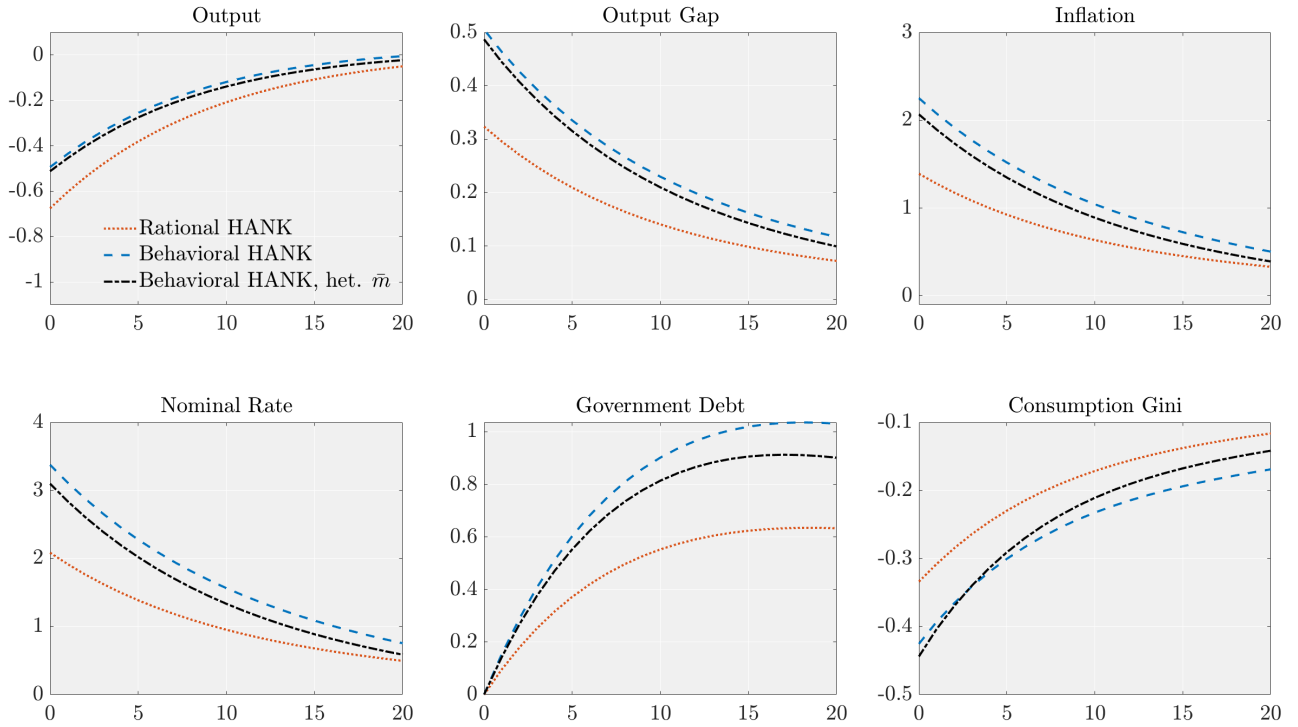 Output
0
-0.2
-0.4
-0.6
-0.8
-1
0 5 10 15 20
Rational HANK
Behavioral HANK
Behavioral HANK, het. m̄
Output Gap
0.5
0.4
0.3
0.2
0.1
0
0 5 10 15 20
Inflation
3
2
1
0
0 5 10 15 20
Nominal Rate
4
3
2
1
0
0 5 10 15 20
Government Debt
1
0.8
0.6
0.4
0.2
0
0 5 10 15 20
Consumption Gini
-0.1
-0.2
-0.3
-0.4
-0.5
0 5 10 15 20